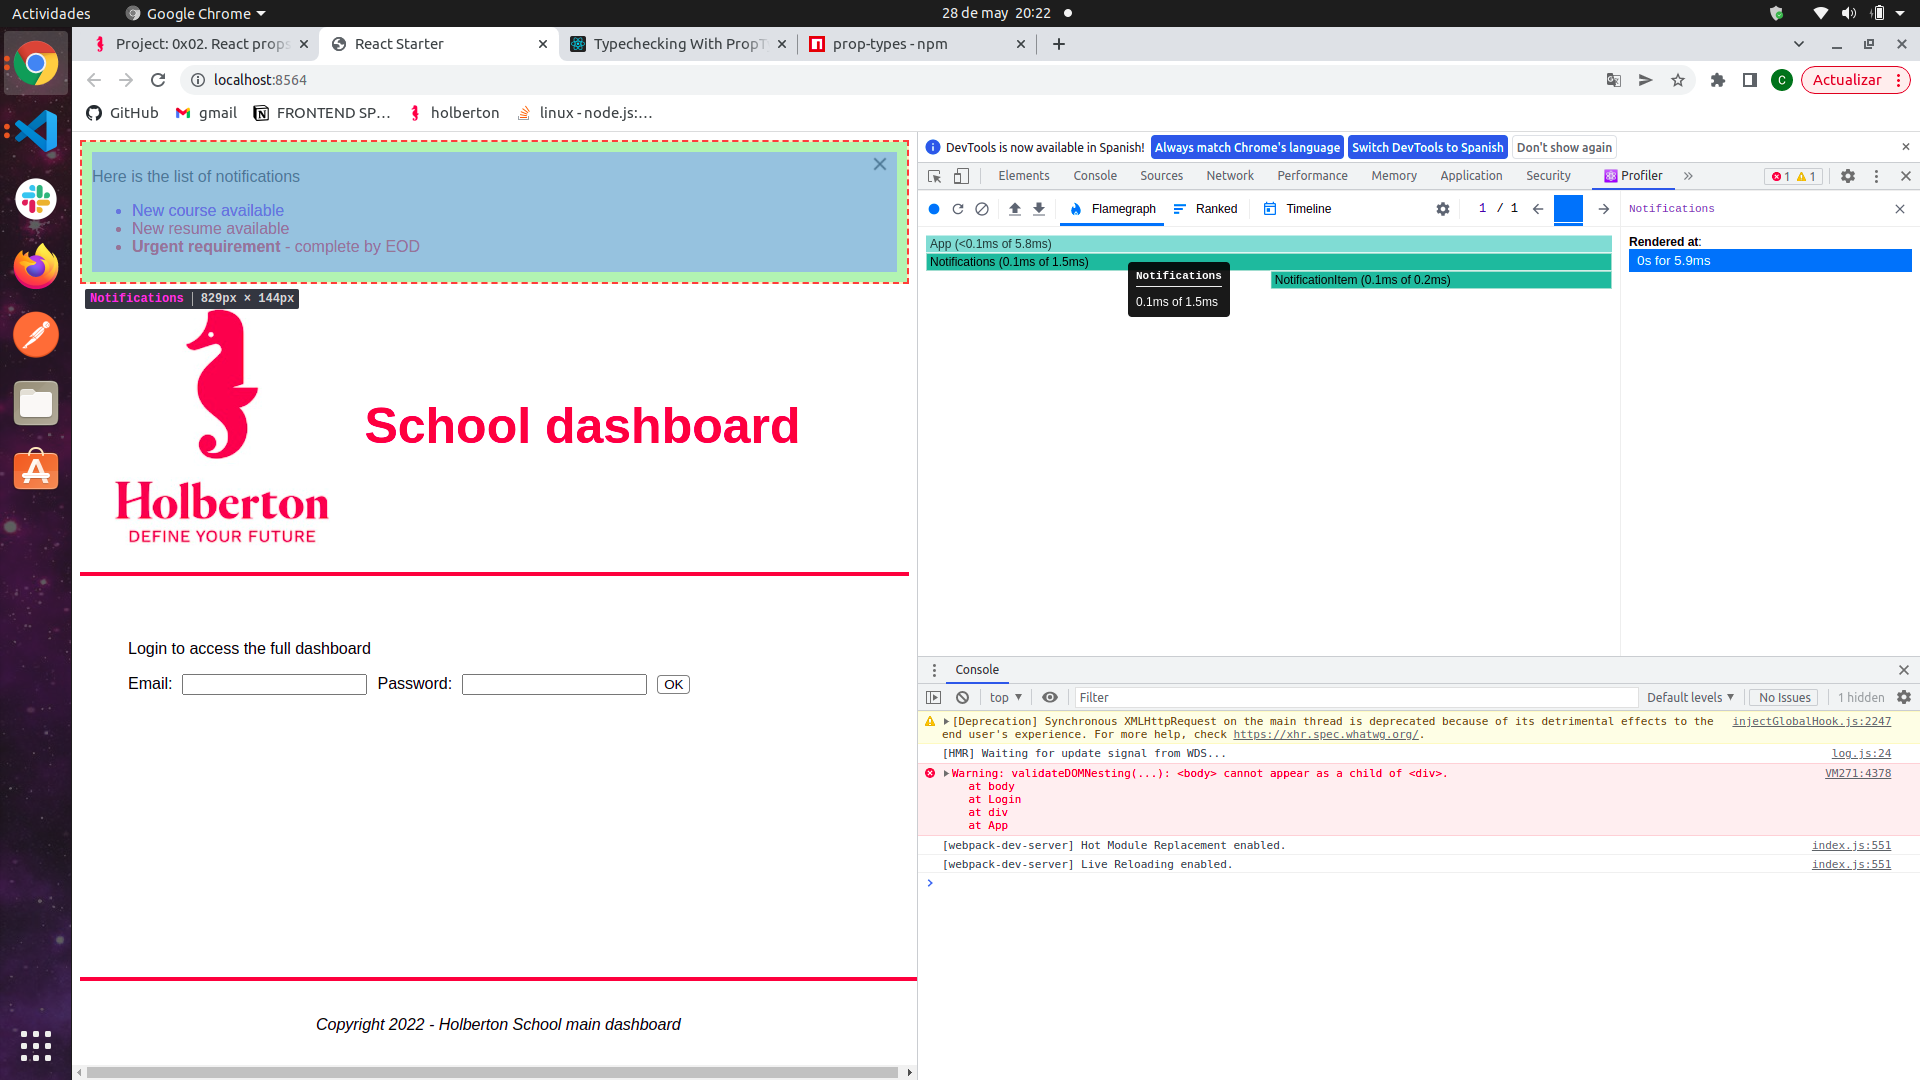 Actividades
Google Chrome
28 de may 20:22
Project: 0x02. React props
React Starter
Typechecking With PropT
prop-types - npm
localhost:8564
C
Actualizar
GitHub
gmail
FRONTEND SP...
holberton
linux - node.js:...
Here is the list of notifications
New course available
New resume available
Urgent requirement - complete by EOD
Notifications | 829px × 144px
School dashboard
Holberton
DEFINE YOUR FUTURE
Login to access the full dashboard
Email:
Password:
OK
Copyright 2022 - Holberton School main dashboard
DevTools is now available in Spanish!
Always match Chrome's language
Switch DevTools to Spanish
Don't show again
Elements
Console
Sources
Network
Performance
Memory
Application
Security
Profiler
1
1
Flamegraph
Ranked
Timeline
1 / 1
Notifications
App (<0.1ms of 5.8ms)
Notifications (0.1ms of 1.5ms)
NotificationItem (0.1ms of 0.2ms)
Notifications
0.1ms of 1.5ms
Rendered at:
0s for 5.9ms
Console
top
Filter
Default levels
No Issues
1 hidden
[Deprecation] Synchronous XMLHttpRequest on the main thread is deprecated because of its detrimental effects to the
injectGlobalHook.js:2247
end user's experience. For more help, check https://xhr.spec.whatwg.org/.
[HMR] Waiting for update signal from WDS...
log.js:24
Warning: validateDOMNesting(...): <body> cannot appear as a child of <div>.
VM271:4378
at body
at Login
at div
at App
[webpack-dev-server] Hot Module Replacement enabled.
index.js:551
[webpack-dev-server] Live Reloading enabled.
index.js:551